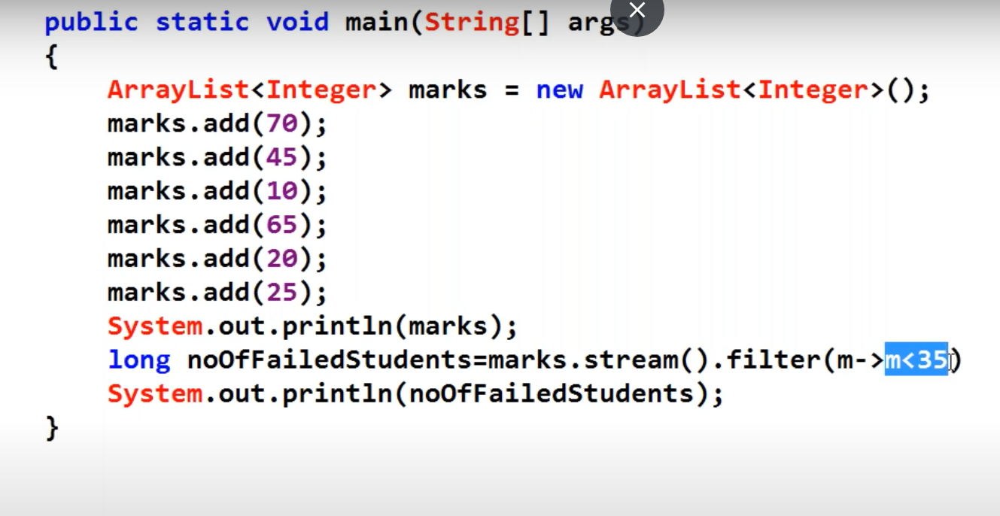 public static void main(String[] args)
{
ArrayList<Integer> marks = new ArrayList<Integer>();
marks.add(70);
marks.add(45);
marks.add(10);
marks.add(65);
marks.add(20);
marks.add(25);
System.out.println(marks);
long noOfFailedStudents=marks.stream().filter(m->m<35)
System.out.println(noOfFailedStudents);
}